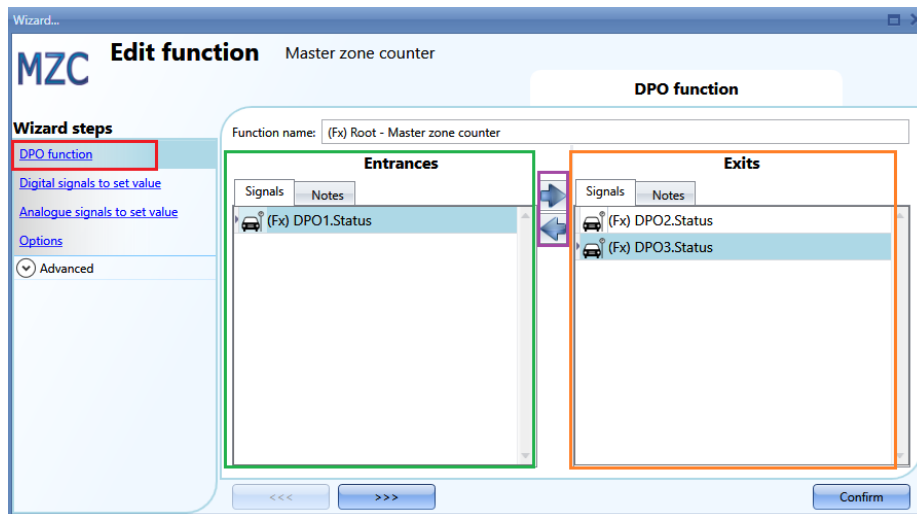 Wizard...
MZC
Edit function Master zone counter
DPO function
Wizard steps
DPO function
Digital signals to set value
Analogue signals to set value
Options
Advanced
Function name: (Fx) Root - Master zone counter
Entrances
Signals Notes
(Fx) DPO1.Status
Exits
Signals Notes
(Fx) DPO2.Status
(Fx) DPO3.Status
<<< >>> Confirm